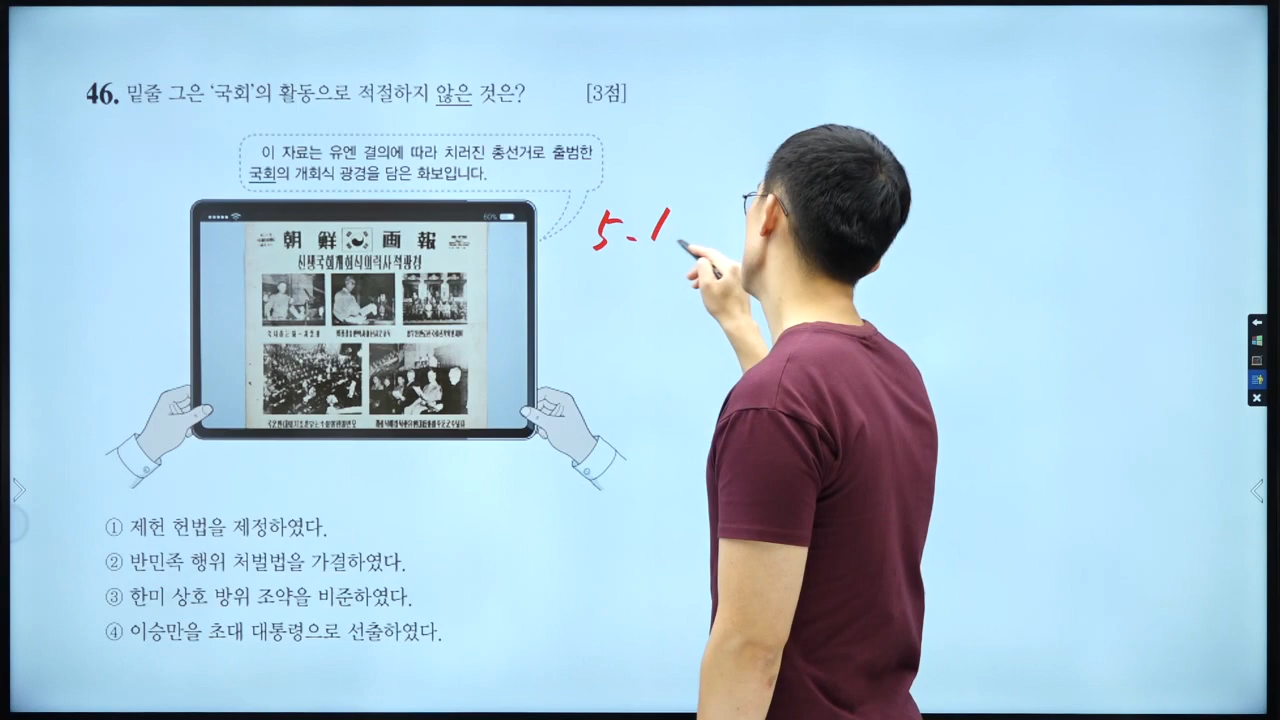 46. 밑줄 그은 '국회'의 활동으로 적절하지 않은 것은? [3점]
이 자료는 유엔 결의에 따라 치러진 총선거로 출범한
국회의 개회식 광경을 담은 화보입니다.
60%
朝鮮画報
5-1
① 제헌 헌법을 제정하였다.
② 반민족 행위 처벌법을 가결하였다.
③ 한미 상호 방위 조약을 비준하였다.
④ 이승만을 초대 대통령으로 선출하였다.